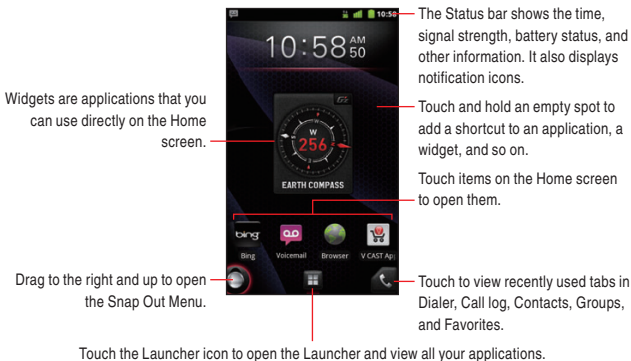 10:58
The Status bar shows the time,
signal strength, battery status, and
other information. It also displays
notification icons.
10:58 AM
50
Widgets are applications that you
can use directly on the Home
screen.
Touch and hold an empty spot to
add a shortcut to an application, a
widget, and so on.
W
256
EARTH COMPASS
Touch items on the Home screen
to open them.
bing
Bing
Voicemail
Browser
V CAST Ap
Drag to the right and up to open
the Snap Out Menu.
Touch to view recently used tabs in
Dialer, Call log, Contacts, Groups,
and Favorites.
Touch the Launcher icon to open the Launcher and view all your applications.